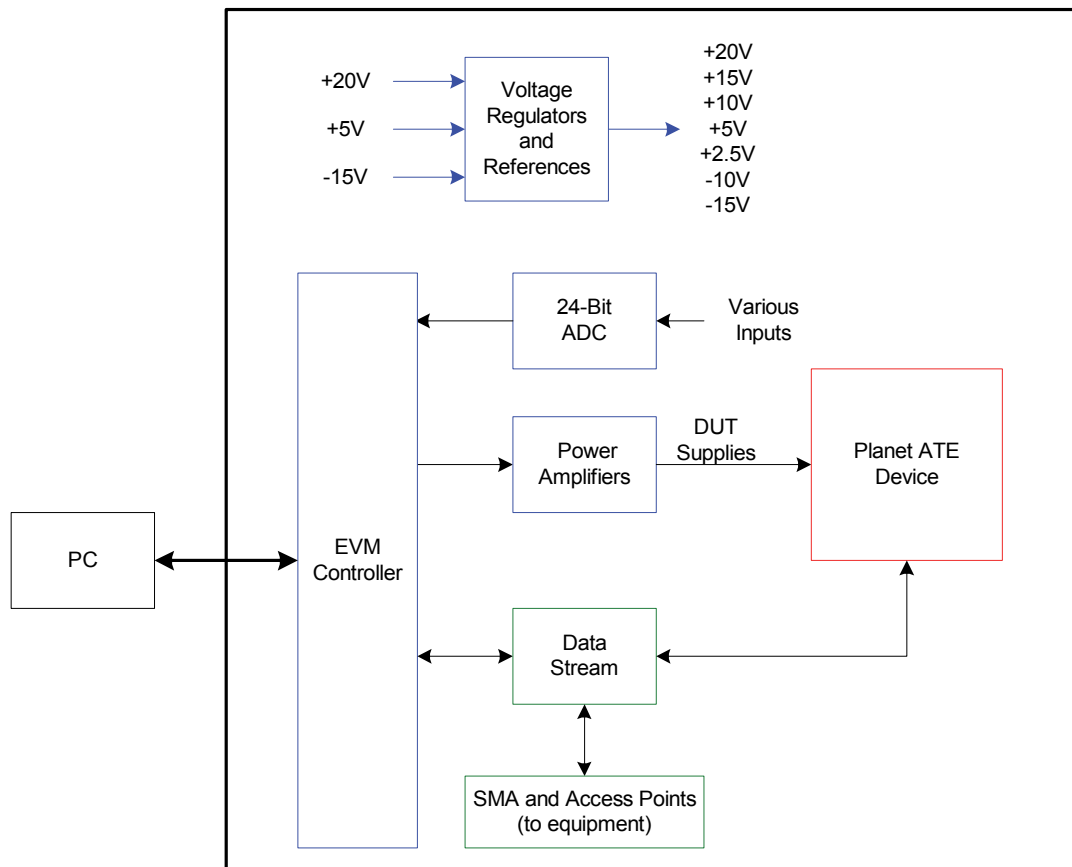 +20V
+5V
-15V
Voltage
Regulators
and
References
+20V
+15V
+10V
+5V
+2.5V
-10V
-15V
24-Bit
ADC
Various
Inputs
Power
Amplifiers
DUT
Supplies
Planet ATE
Device
PC
EVM
Controller
Data
Stream
SMA and Access Points
(to equipment)